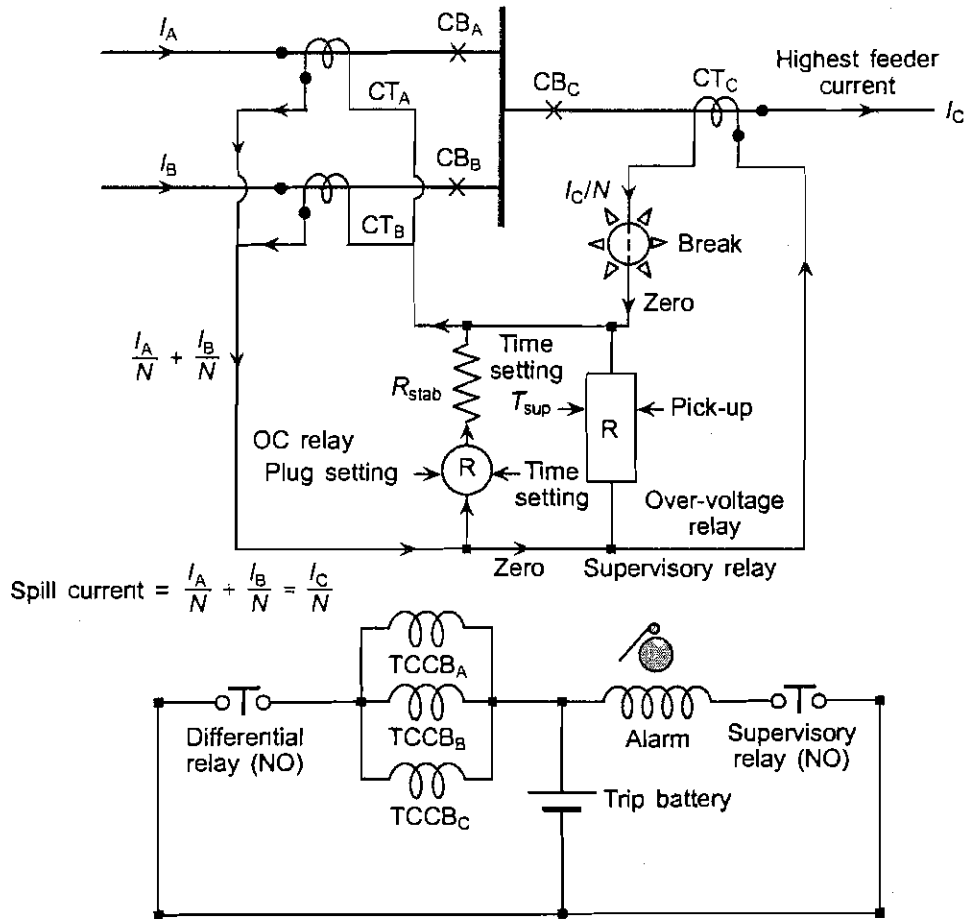 I_A
CB_A
CT_A
CB_C
CT_C
Highest feeder
current
I_C
I_B
CB_B
CT_B
I_C/N
Break
Zero
I_A/N + I_B/N
R_stab
Time
setting
T_sup
R
Pick-up
OC relay
Plug setting
R
Time
setting
Over-voltage
relay
Zero
Supervisory relay
Spill current = I_A/N + I_B/N = I_C/N
TCCB_A
TCCB_B
TCCB_C
Differential
relay (NO)
Alarm
Supervisory
relay (NO)
Trip battery